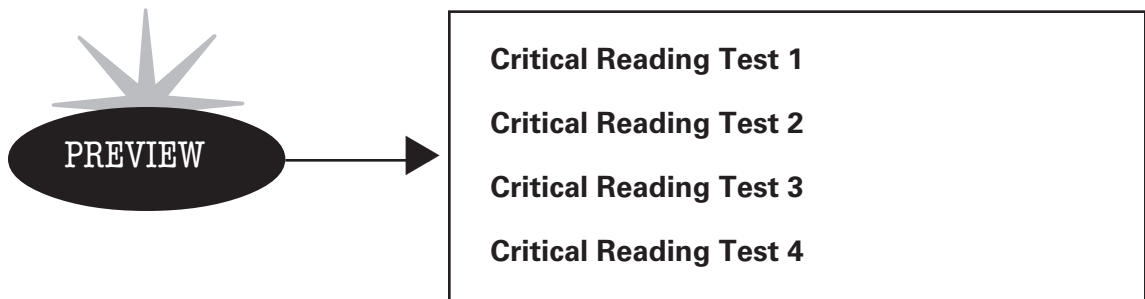 PREVIEW
Critical Reading Test 1
Critical Reading Test 2
Critical Reading Test 3
Critical Reading Test 4